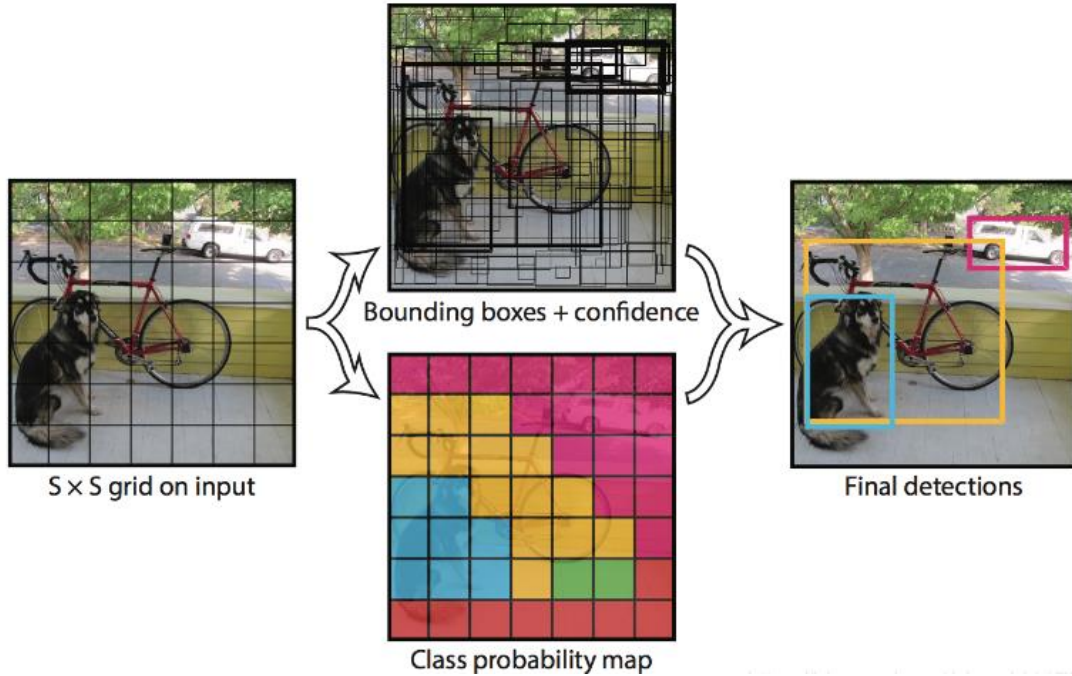 Bounding boxes + confidence
S × S grid on input
Final detections
Class probability map